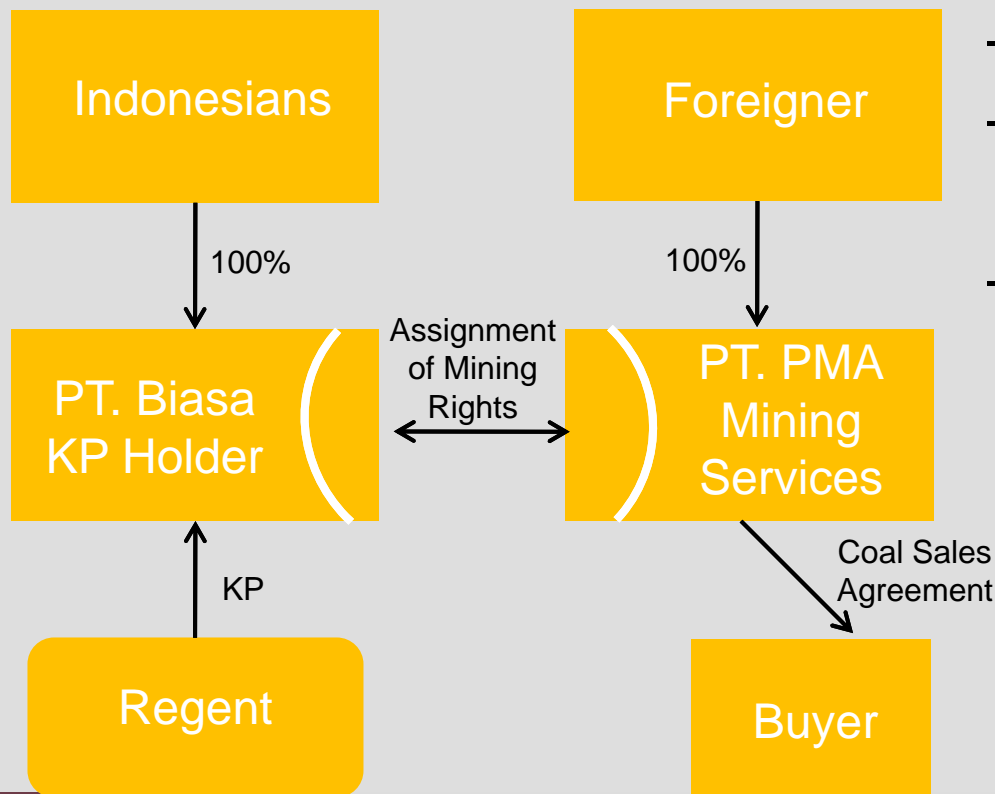 Indonesians
Foreigner
100%
100%
Assignment
of Mining
Rights
PT. Biasa
KP Holder
PT. PMA
Mining
Services
KP
Coal Sales
Agreement
Regent
Buyer